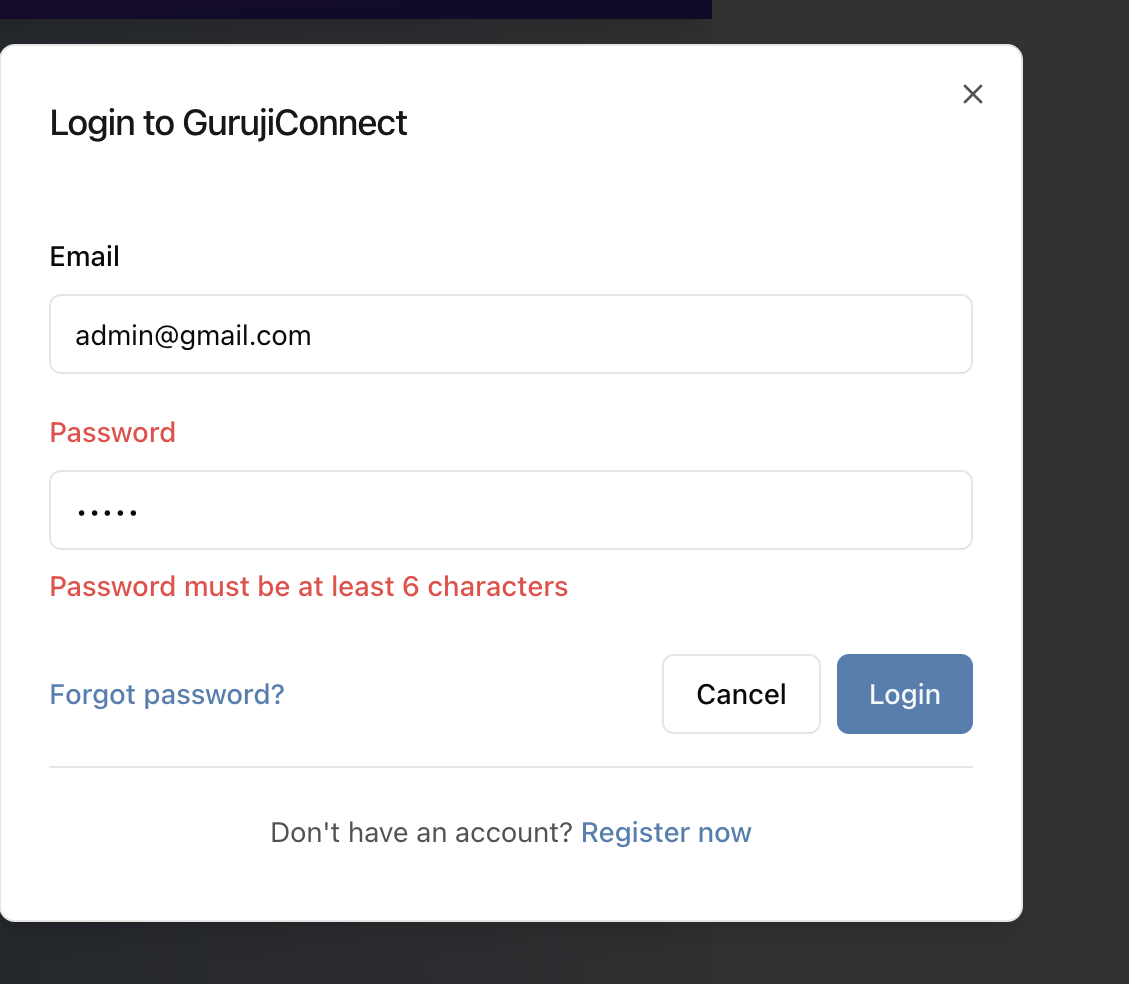 Login to GurujiConnect
Email
admin@gmail.com
Password
•••••
Password must be at least 6 characters
Forgot password?
Cancel
Login
Don't have an account? Register now